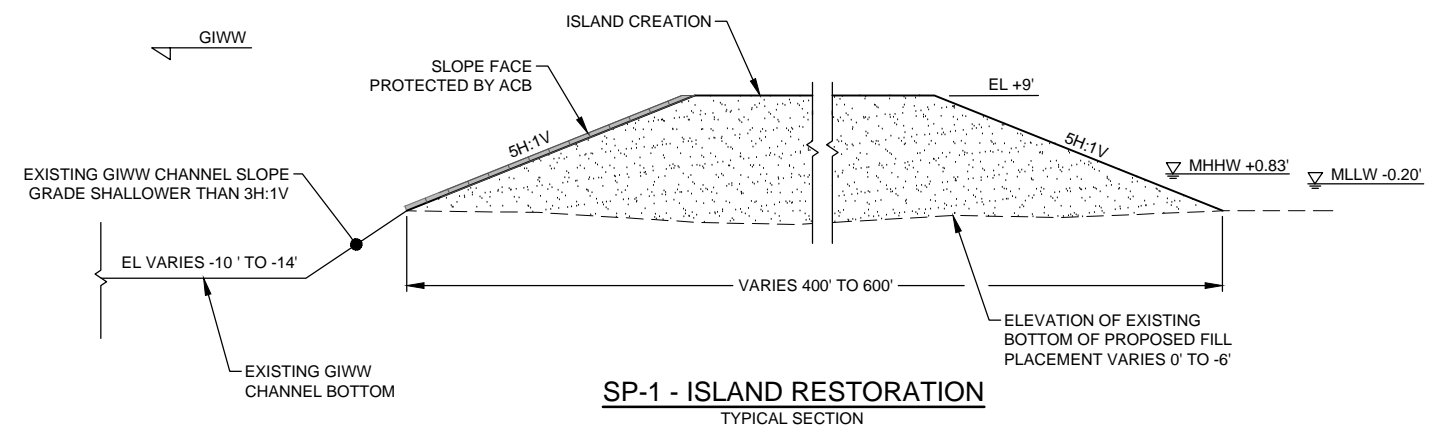 ISLAND CREATION
GIWW
SLOPE FACE
PROTECTED BY ACB
EL +9'
5H:1V
5H:1V
EXISTING GIWW CHANNEL SLOPE
GRADE SHALLOWER THAN 3H:1V
MHHW +0.83'
MLLW -0.20'
EL VARIES -10 ' TO -14'
VARIES 400' TO 600'
ELEVATION OF EXISTING
BOTTOM OF PROPOSED FILL
PLACEMENT VARIES 0' TO -6'
EXISTING GIWW
CHANNEL BOTTOM
SP-1 - ISLAND RESTORATION
TYPICAL SECTION